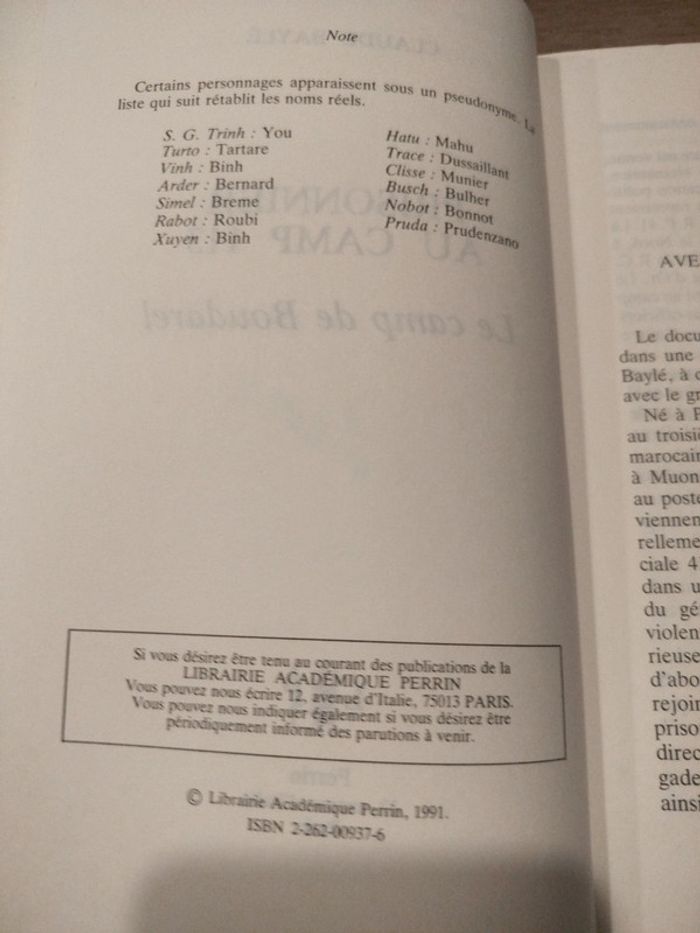 Note
Certains personnages apparaissent sous un pseudonyme. La
liste qui suit rétablit les noms réels.
S. G. Trinh : You
Turto : Tartare
Vinh : Binh
Arder : Bernard
Simel : Breme
Rabot : Roubi
Xuyen : Binh
Hatu : Mahu
Trace : Dussaillant
Clisse : Munier
Busch : Bulher
Nobot : Bonnot
Pruda : Prudenzano
Si vous désirez être tenu au courant des publications de la
LIBRAIRIE ACADÉMIQUE PERRIN
Vous pouvez nous écrire 12, avenue d'Italie, 75013 PARIS.
Vous pouvez nous indiquer également si vous désirez être
périodiquement informé des parutions à venir.
© Librairie Académique Perrin, 1991.
ISBN 2-262-00937-6
AVE
Le docu
dans une
Baylé, à c
avec le gr
Né à P
au troisiè
marocain
à Muon
au poste
viennen
rellement
ciale 4
dans u
du gé
violen
rieuse
d'abo
rejoir
priso
direc
gade
ainsi